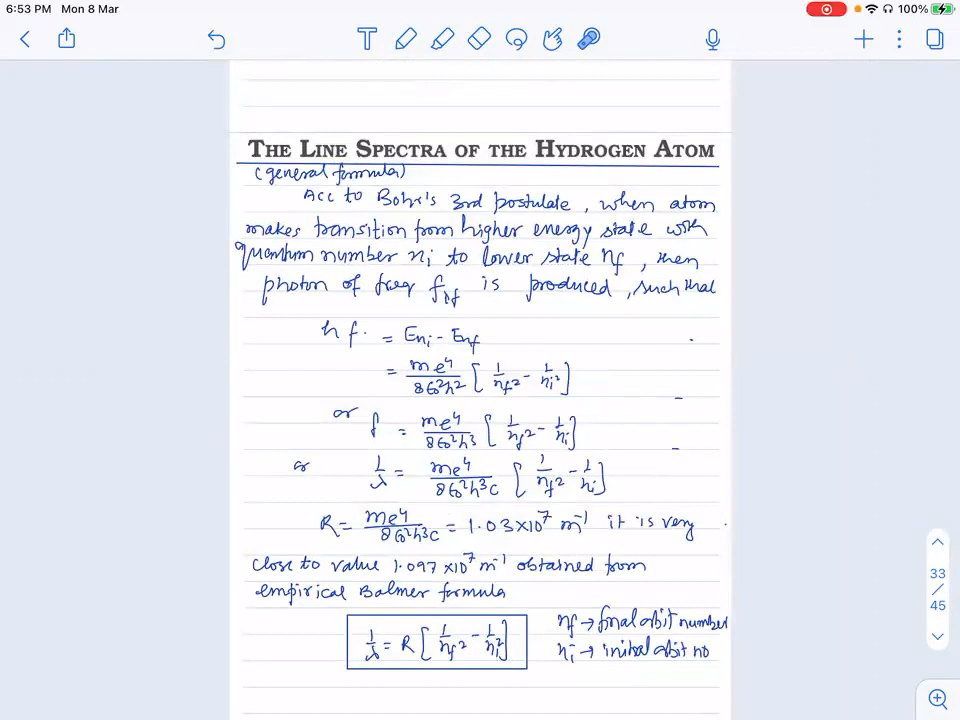 6:53 PM Mon 8 Mar
100%
THE LINE SPECTRA OF THE HYDROGEN ATOM
(general formula)
Acc to Bohr's 3rd postulate, when atom
makes transition from higher energy state with
quantum number ni to lower state nf, then
photon of freq fif is produced, such that
hf = Eni - Enf
= me⁴/8ε₀²h² [1/nf² - 1/ni²]
or f = me⁴/8ε₀²h³ [1/nf² - 1/ni]
or 1/λ = me⁴/8ε₀²h³c [1/nf² - 1/ni]
R = me⁴/8ε₀²h³c = 1.03×10⁷ m⁻¹ it is very
close to value 1.097 ×10⁷ m⁻¹ obtained from
empirical Balmer formula
1/λ = R [1/nf² - 1/ni²]
nf → final orbit number
ni → initial orbit no
33
/
45